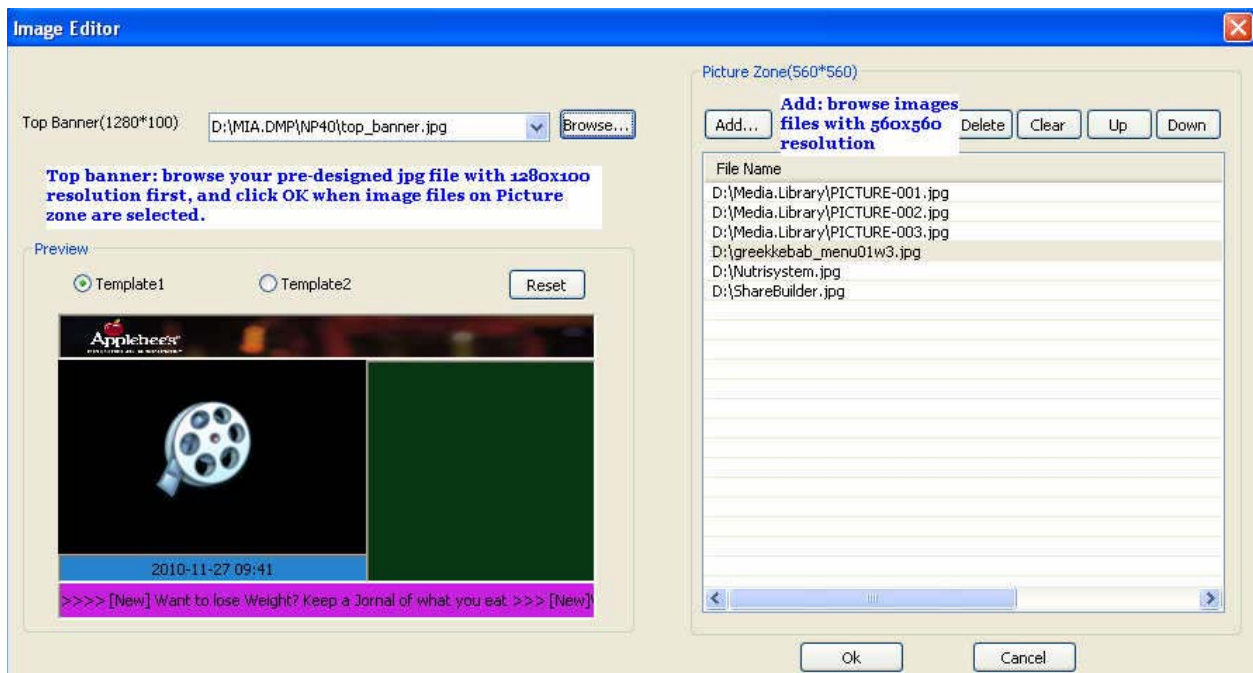 Image Editor
Top Banner(1280*100)
D:\MIA.DMP\NP40\top_banner.jpg
Browse...
Top banner: browse your pre-designed jpg file with 1280x100
resolution first, and click OK when image files on Picture
zone are selected.
Preview
Template1
Template2
Reset
Applebee's
2010-11-27 09:41
>>>> [New] Want to lose Weight? Keep a Jornal of what you eat >>> [New]
Picture Zone(560*560)
Add...
Add: browse images
files with 560x560
resolution
Delete
Clear
Up
Down
File Name
D:\Media.Library\PICTURE-001.jpg
D:\Media.Library\PICTURE-002.jpg
D:\Media.Library\PICTURE-003.jpg
D:\greekkebab_menu01w3.jpg
D:\Nutrisystem.jpg
D:\ShareBuilder.jpg
Ok
Cancel